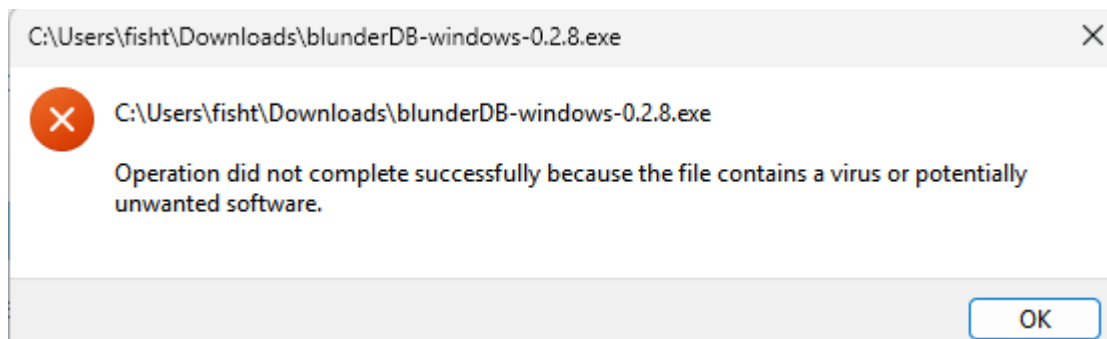 C:\Users\fisht\Downloads\blunderDB-windows-0.2.8.exe
C:\Users\fisht\Downloads\blunderDB-windows-0.2.8.exe
Operation did not complete successfully because the file contains a virus or potentially
unwanted software.
OK